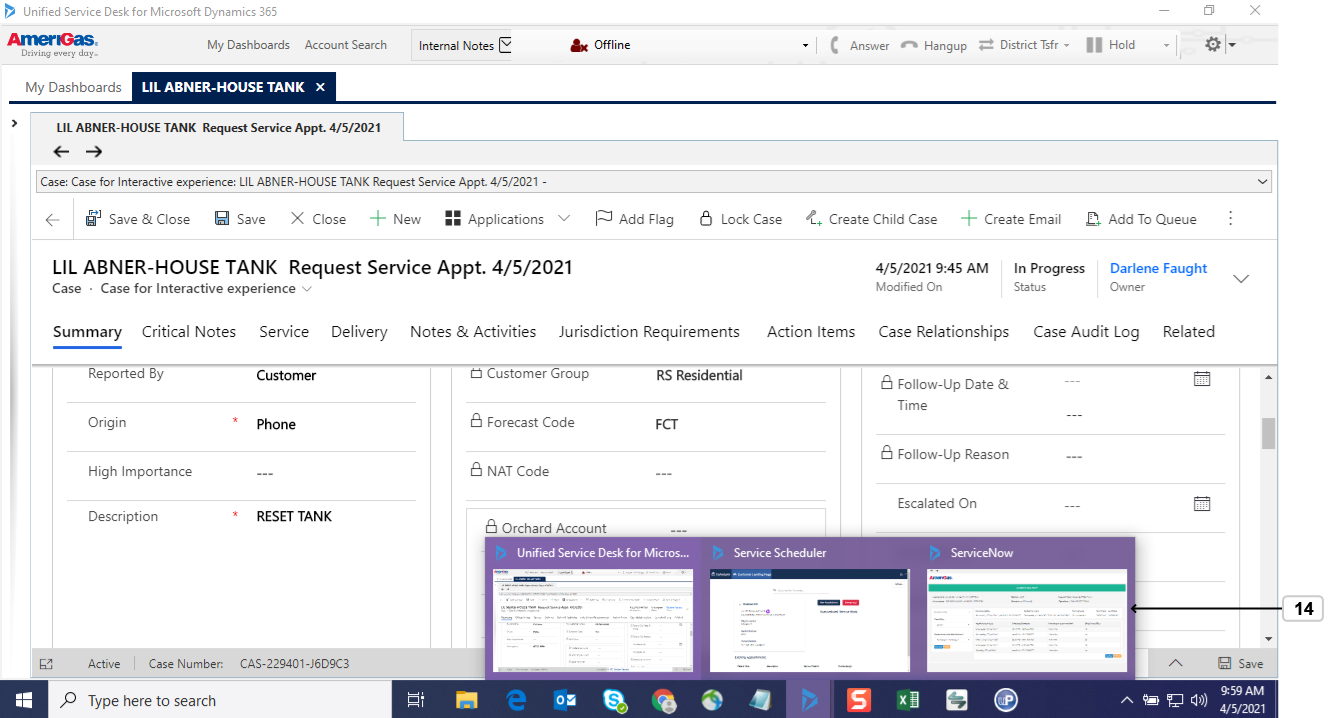 Unified Service Desk for Microsoft Dynamics 365
AmeriGas
Driving every day
My Dashboards Account Search Internal Notes Offline Answer Hangup District Tsfr Hold
My Dashboards LIL ABNER-HOUSE TANK ×
LIL ABNER-HOUSE TANK Request Service Appt. 4/5/2021
Case: Case for Interactive experience: LIL ABNER-HOUSE TANK Request Service Appt. 4/5/2021 -
Save & Close Save Close New Applications Add Flag Lock Case Create Child Case Create Email Add To Queue
LIL ABNER-HOUSE TANK Request Service Appt. 4/5/2021
Case · Case for Interactive experience
4/5/2021 9:45 AM
Modified On
In Progress
Status
Darlene Faught
Owner
Summary Critical Notes Service Delivery Notes & Activities Jurisdiction Requirements Action Items Case Relationships Case Audit Log Related
Reported By Customer
Origin * Phone
High Importance ---
Description * RESET TANK
Customer Group RS Residential
Forecast Code FCT
NAT Code ---
Orchard Account ---
Follow-Up Date & ---
Time ---
Follow-Up Reason ---
Escalated On ---
Unified Service Desk for Micros... Service Scheduler ServiceNow
14
Active Case Number: CAS-229401-J6D9C3 Save
Type here to search
9:59 AM
4/5/2021